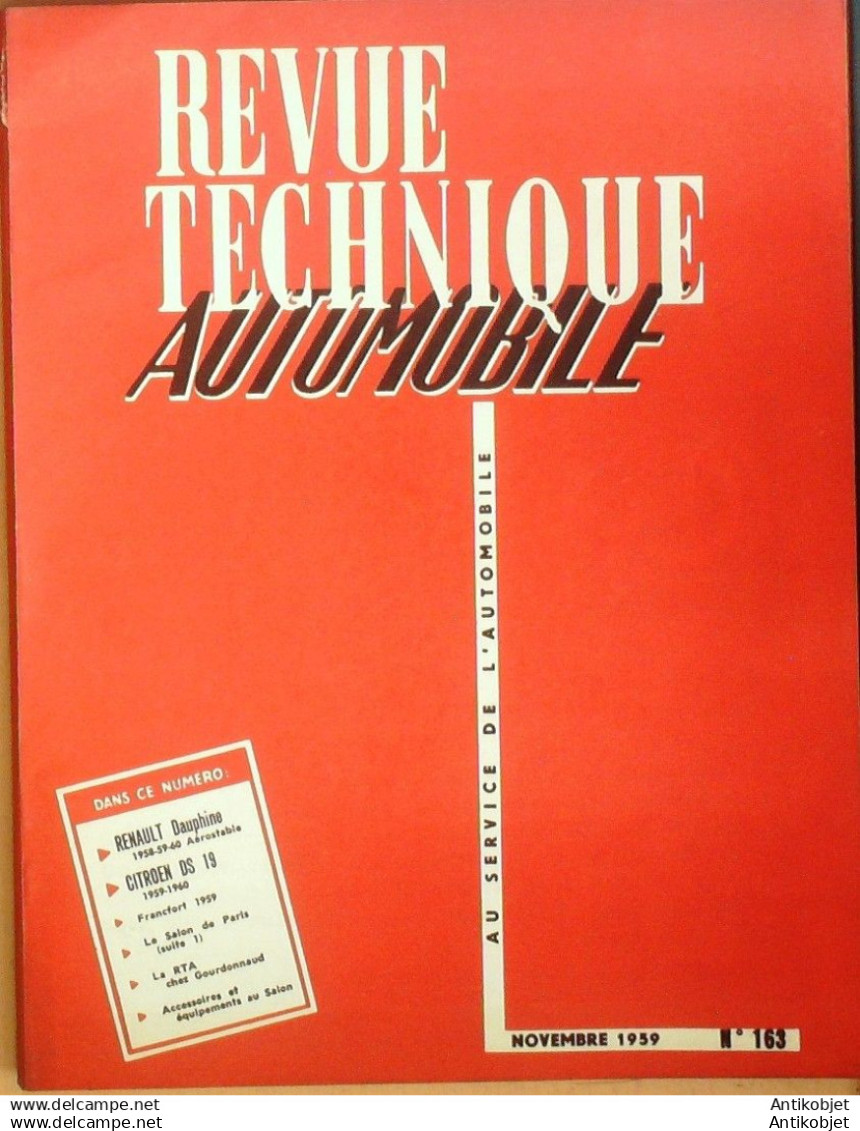 REVUE
TECHNIQUE
AUTOMOBILE
AU SERVICE DE L'AUTOMOBILE
DANS CE NUMERO:
RENAULT Dauphine
1958-59-60 Aérostable
CITROEN DS 19
1959-1960
Francfort 1959
Le Salon de Paris
(suite 1)
La RTA
chez Gourdonnaud
Accessoires et
équipements au Salon
NOVEMBRE 1959 N° 163
www.delcampe.net
Antikobjet
www.delcampe.net
Antikobjet